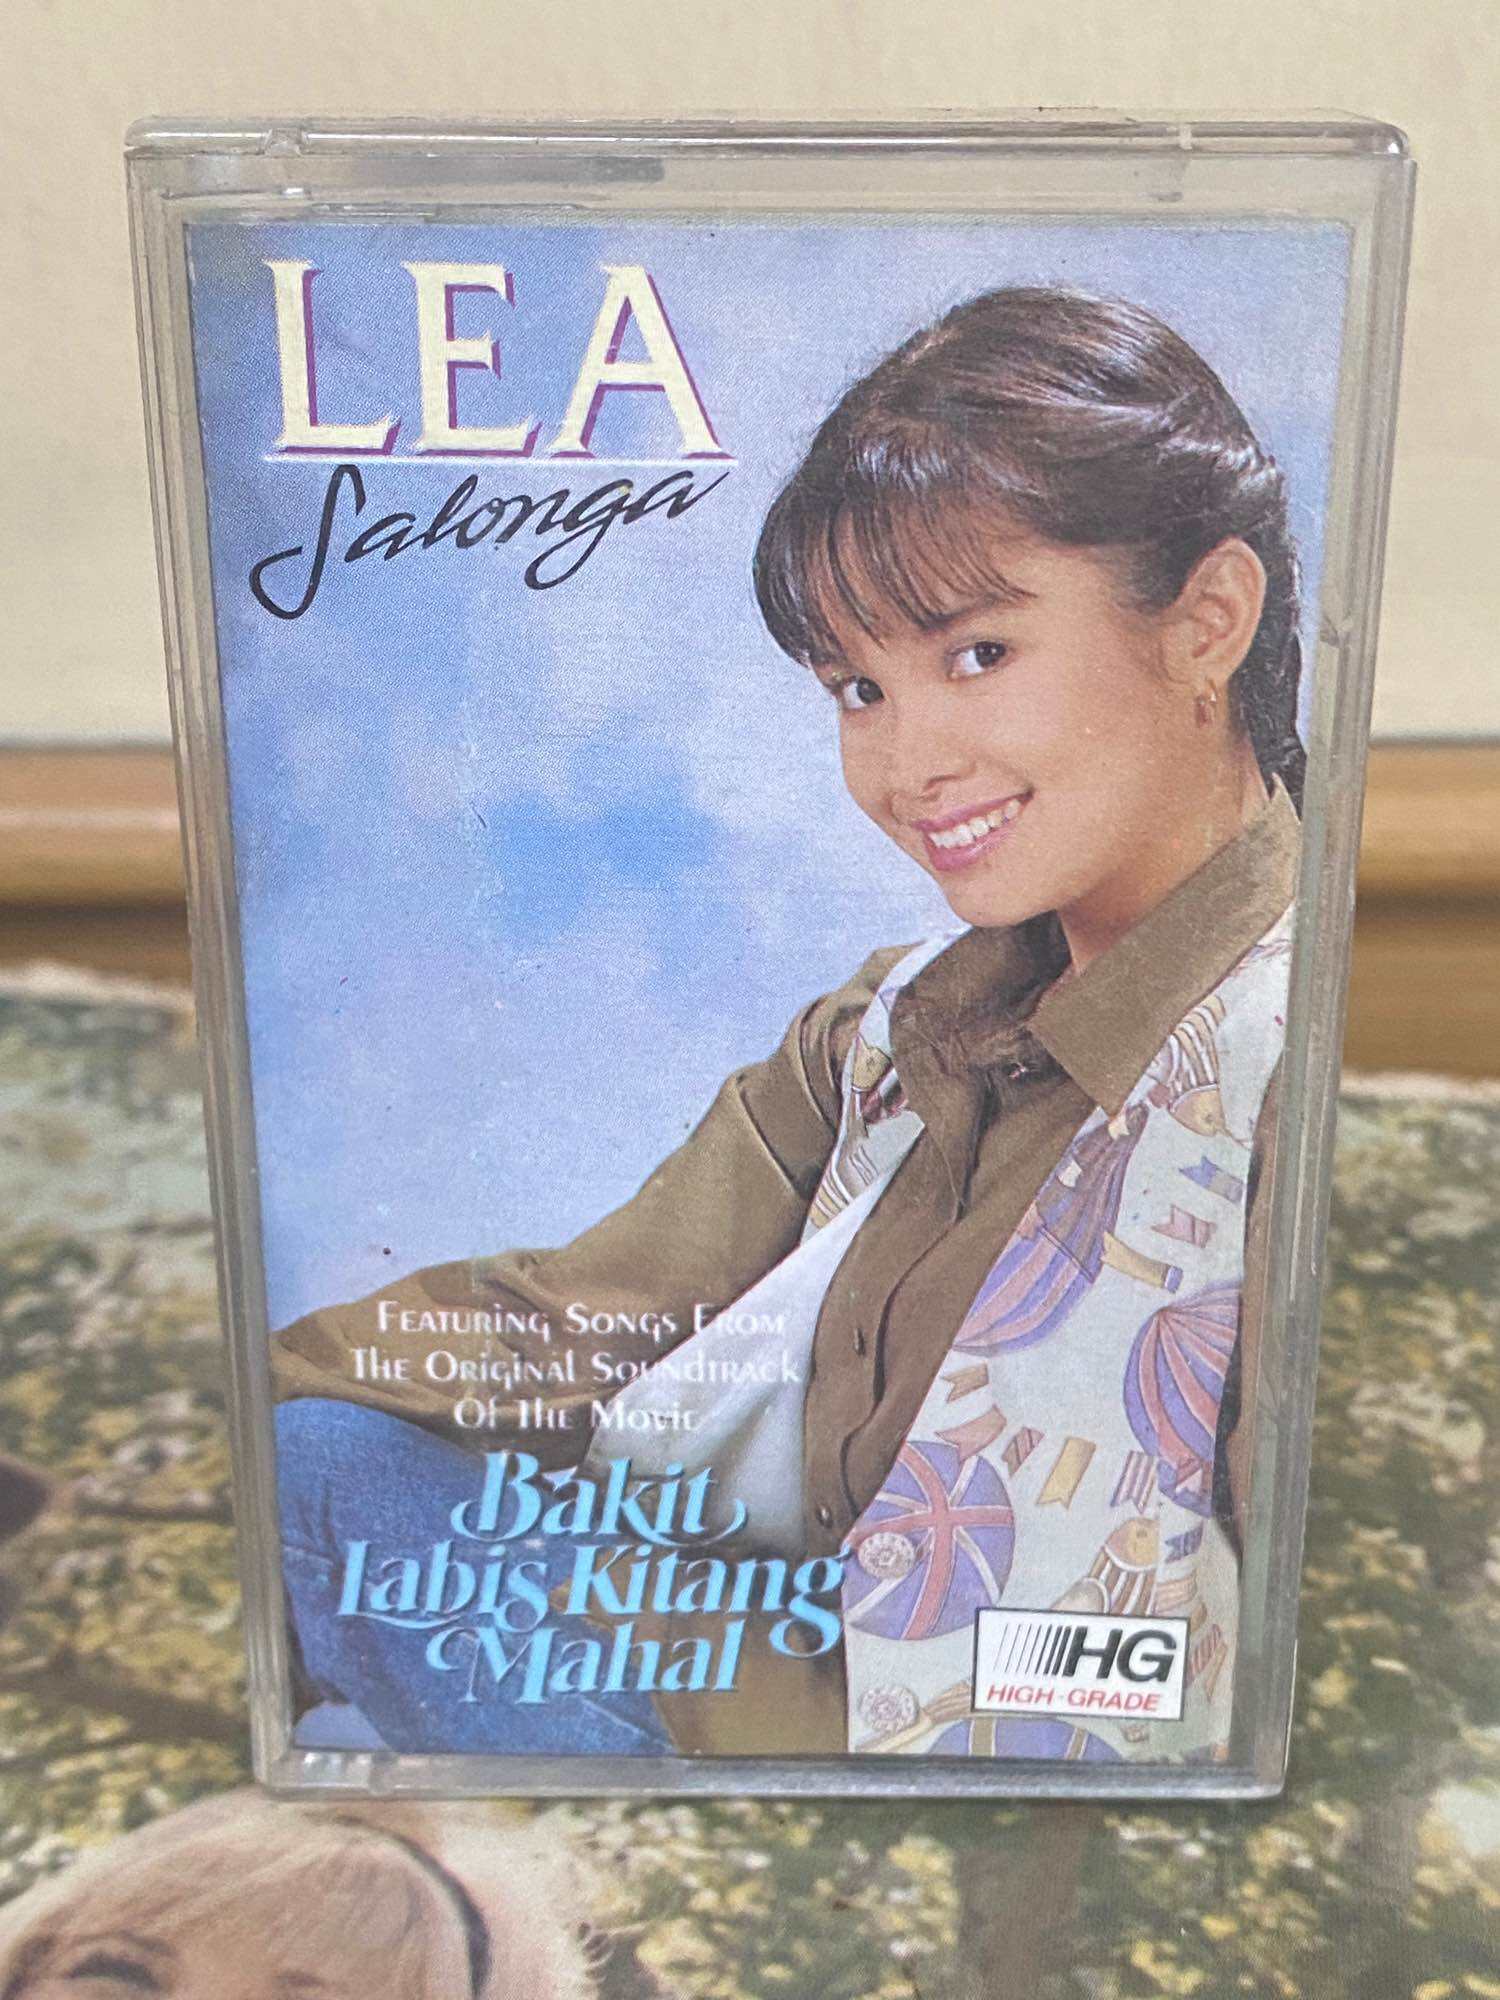 LEA
Salonga
Featuring Songs From
The Original Soundtrack
Of The Movie
Bakit
Labis Kitang
Mahal
HG
HIGH-GRADE